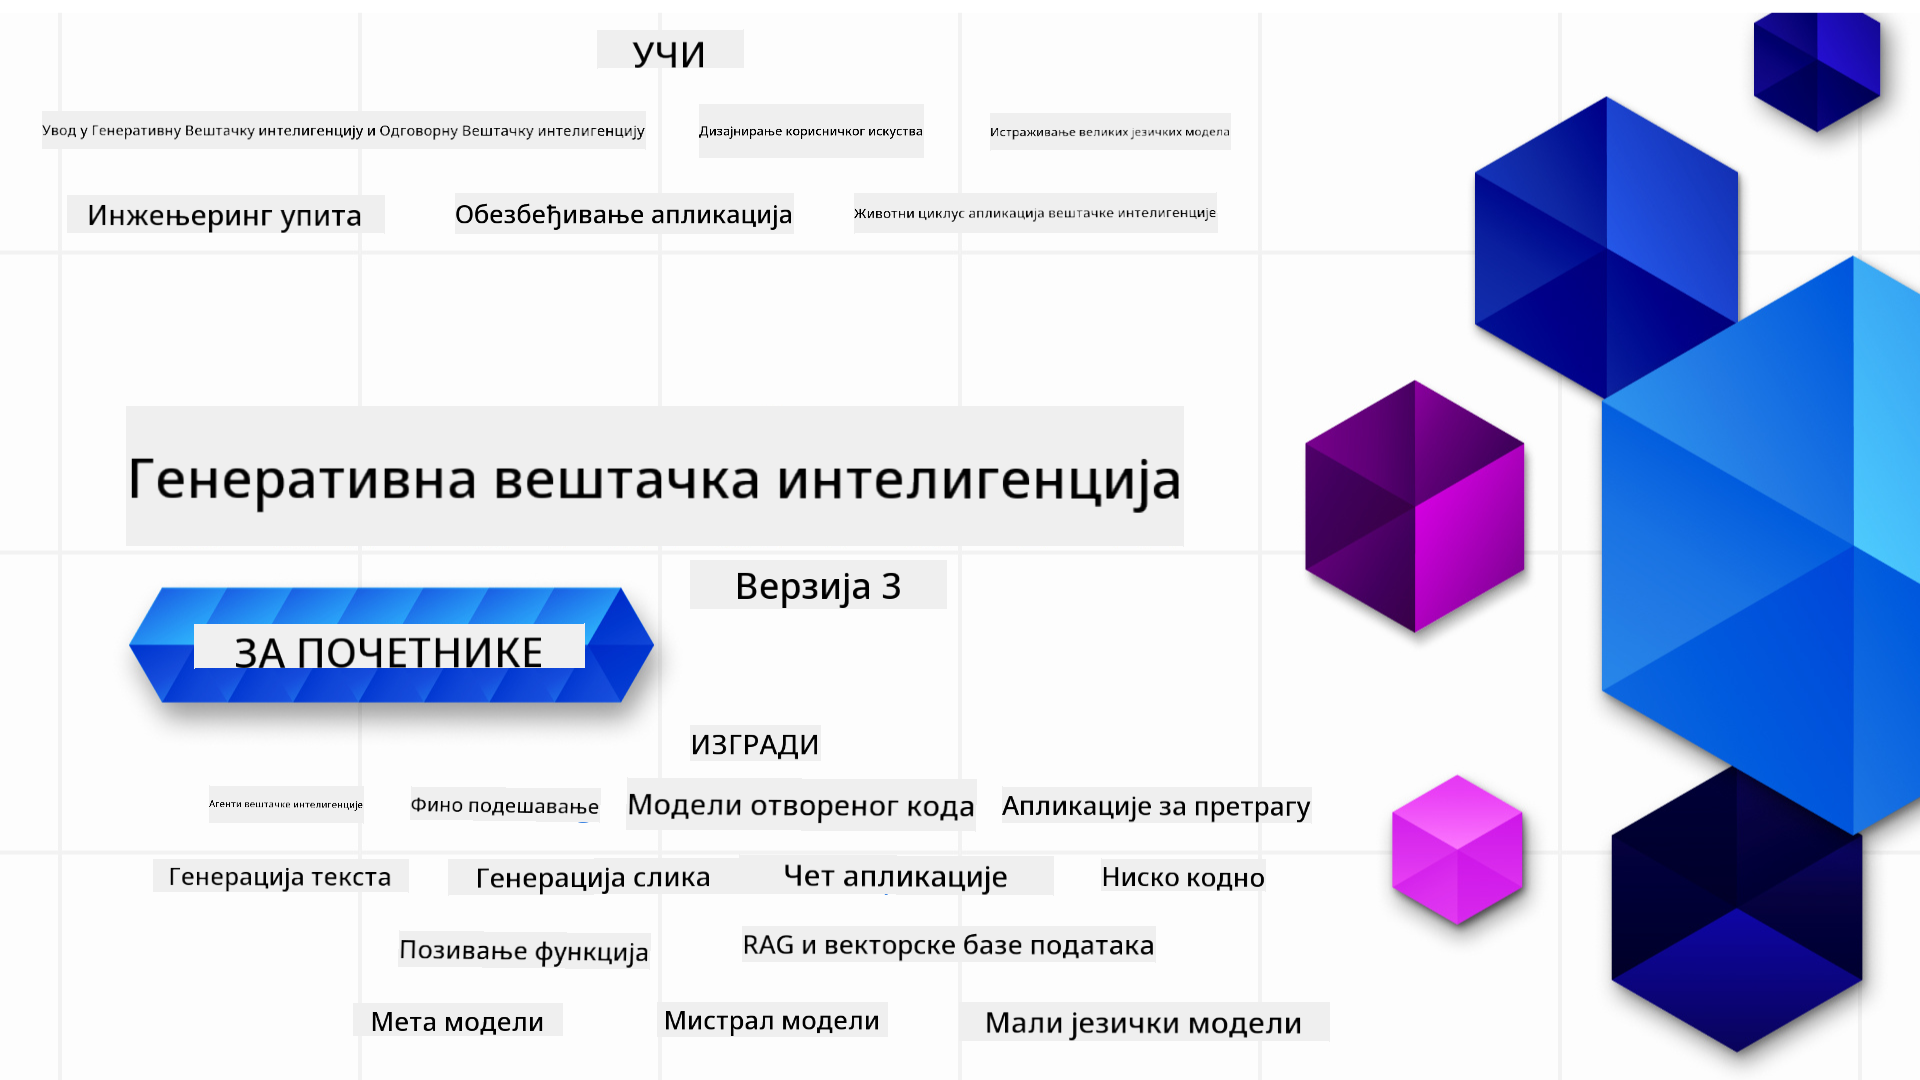 УЧИ
Увод у Генеративну Вештачку интелигенцију и Одговорну Вештачку интелигенцију
Дизајнирање корисничког искуства
Истраживање великих језичких модела
Инжењеринг упита
Обезбеђивање апликација
Животни циклус апликација вештачке интелигенције
Генеративна вештачка интелигенција
Верзија 3
ЗА ПОЧЕТНИКЕ
ИЗГРАДИ
Агенти вештачке интелигенције
Фино подешавање
Модели отвореног кода
Апликације за претрагу
Генерација текста
Генерација слика
Чет апликације
Ниско кодно
Позивање функција
RAG и векторске базе података
Мета модели
Мистрал модели
Мали језички модели